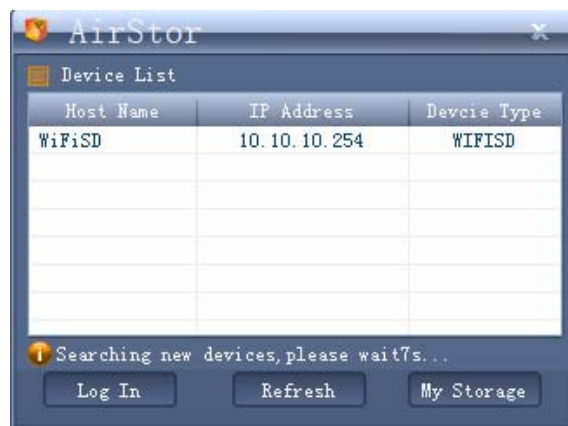 AirStor
Device List
Host Name IP Address Devcie Type
WiFiSD 10.10.10.254 WIFISD
Searching new devices,please wait7s...
Log In Refresh My Storage